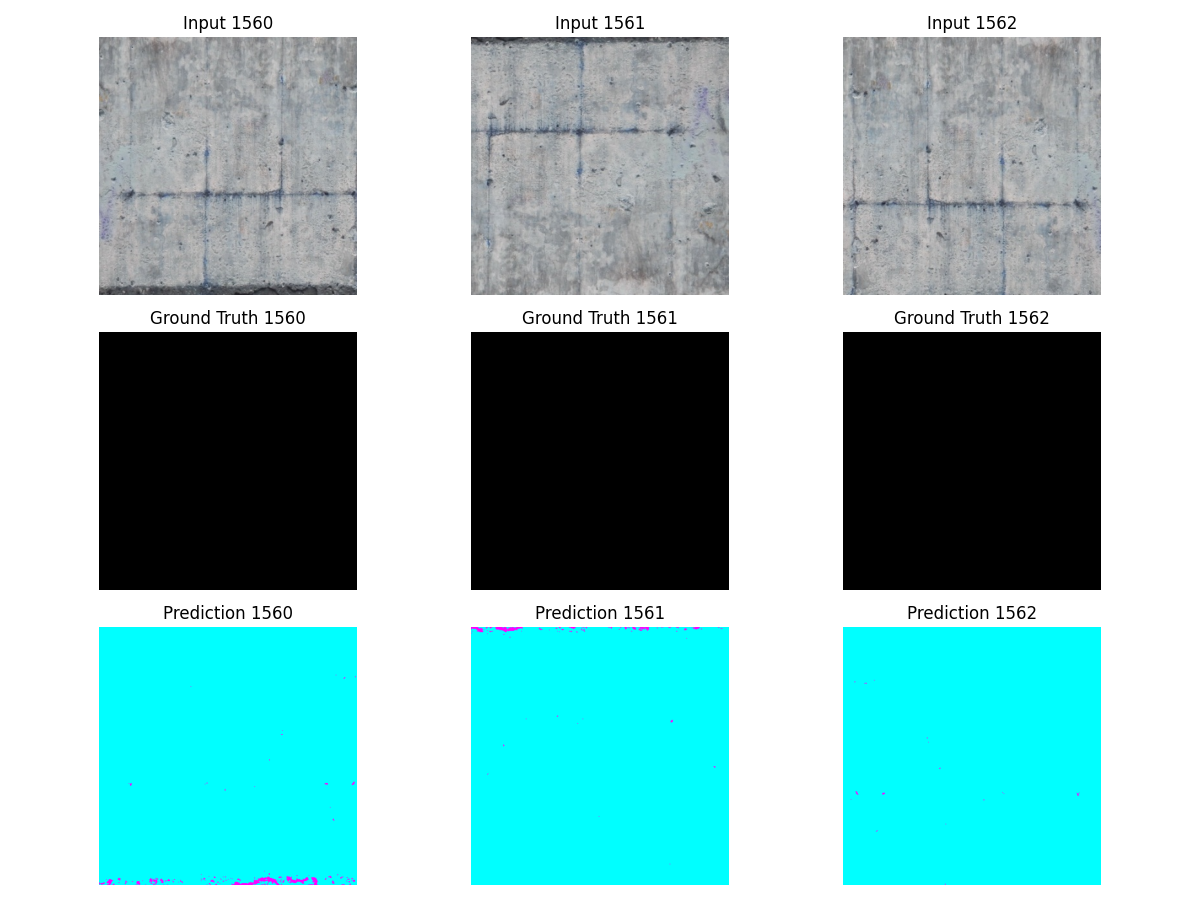 Input 1560
Input 1561
Input 1562
Ground Truth 1560
Ground Truth 1561
Ground Truth 1562
Prediction 1560
Prediction 1561
Prediction 1562